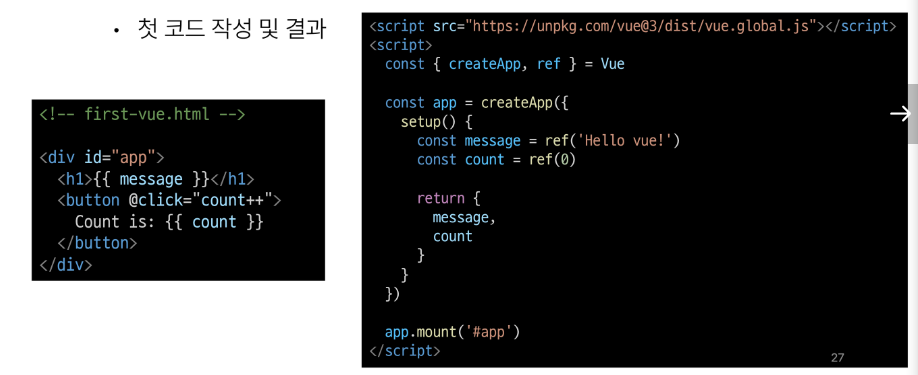 • 첫 코드 작성 및 결과
<!-- first-vue.html -->
<div id="app">
  <h1>{{ message }}</h1>
  <button @click="count++">
    Count is: {{ count }}
  </button>
</div>
<script src="https://unpkg.com/vue@3/dist/vue.global.js"></script>
<script>
  const { createApp, ref } = Vue
  const app = createApp({
    setup() {
      const message = ref('Hello vue!')
      const count = ref(0)
      return {
        message,
        count
      }
    }
  })
  app.mount('#app')
</script>
27